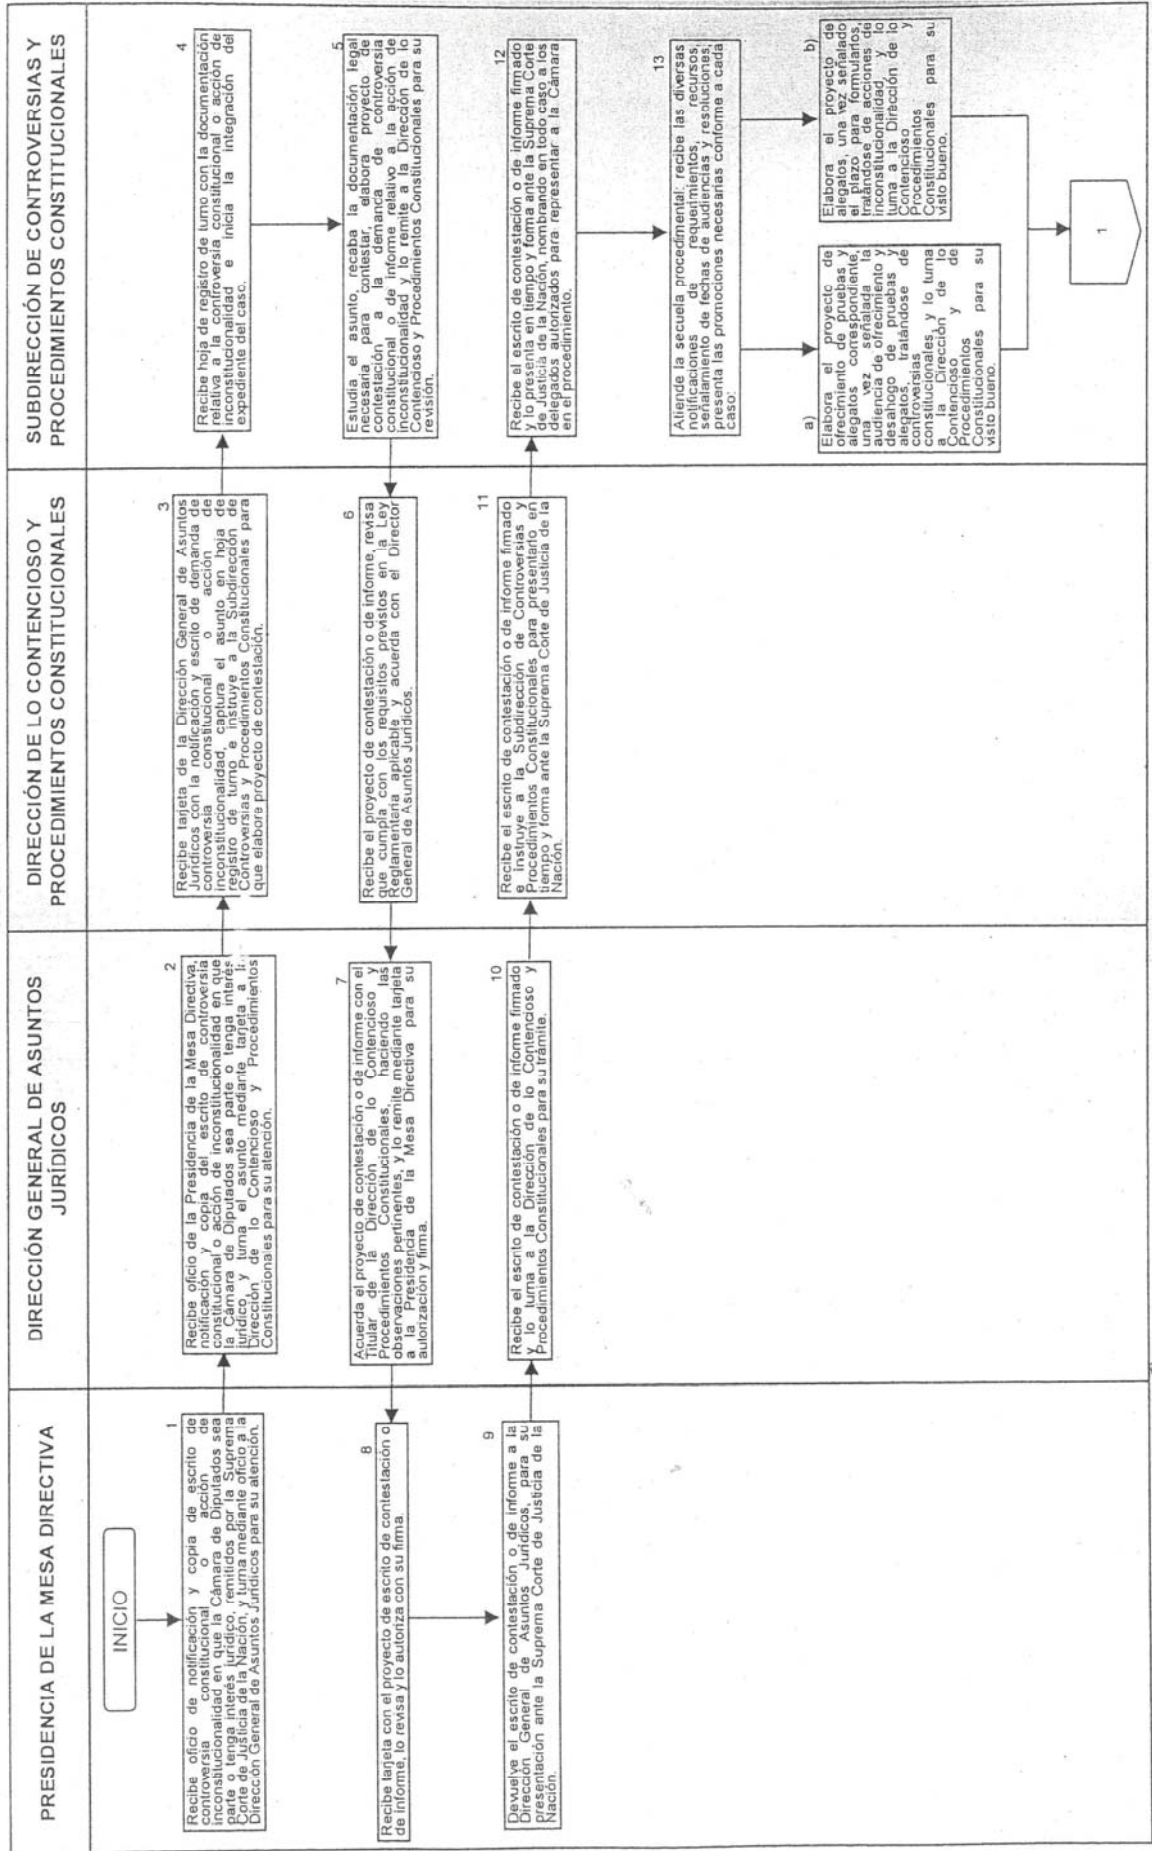 PRESIDENCIA DE LA MESA DIRECTIVA
DIRECCIÓN GENERAL DE ASUNTOS
JURÍDICOS
DIRECCIÓN DE LO CONTENCIOSO Y
PROCEDIMIENTOS CONSTITUCIONALES
SUBDIRECCIÓN DE CONTROVERSIAS Y
PROCEDIMIENTOS CONSTITUCIONALES
INICIO
1
Recibe oficio de notificación y copia de escrito de
controversia constitucional o acción de
inconstitucionalidad en que la Cámara de Diputados sea
parte o tenga interés jurídico, remitidos por la Suprema
Corte de Justicia de la Nación, y turna mediante oficio a la
Dirección General de Asuntos Jurídicos para su atención.
2
Recibe oficio de la Presidencia de la Mesa Directiva,
notificación y copia del escrito de controversia
constitucional o acción de inconstitucionalidad en que
la Cámara de Diputados sea parte o tenga interés
jurídico, y turna el asunto mediante tarjeta a la
Dirección de lo Contencioso y Procedimientos
Constitucionales para su atención.
3
Recibe tarjeta de la Dirección General de Asuntos
Jurídicos con la notificación y escrito de demanda de
controversia constitucional o acción de
inconstitucionalidad, captura el asunto en hoja de
registro de turno e instruye a la Subdirección de
Controversias y Procedimientos Constitucionales para
que elabore proyecto de contestación.
4
Recibe hoja de registro de turno con la documentación
relativa a la controversia constitucional o acción de
inconstitucionalidad e inicia la integración del
expediente del caso.
5
Estudia el asunto, recaba la documentación legal
necesaria para contestar, elabora proyecto de
contestación a la demanda de controversia
constitucional o de informe relativo a la acción de
inconstitucionalidad y lo remite a la Dirección de lo
Contencioso y Procedimientos Constitucionales para su
revisión.
6
Recibe el proyecto de contestación o de informe, revisa
que cumpla con los requisitos previstos en la Ley
Reglamentaria aplicable y acuerda con el Director
General de Asuntos Jurídicos.
7
Acuerda el proyecto de contestación o de informe con el
Titular de la Dirección de lo Contencioso y
Procedimientos Constitucionales, haciendo las
observaciones pertinentes, y lo remite mediante tarjeta
a la Presidencia de la Mesa Directiva para su
autorización y firma.
8
Recibe tarjeta con el proyecto de escrito de contestación o
de informe, lo revisa y lo autoriza con su firma.
9
Devuelve el escrito de contestación o de informe a la
Dirección General de Asuntos Jurídicos, para su
presentación ante la Suprema Corte de Justicia de la
Nación.
10
Recibe el escrito de contestación o de informe firmado
y lo turna a la Dirección de lo Contencioso y
Procedimientos Constitucionales para su trámite.
11
Recibe el escrito de contestación o de informe firmado
e instruye a la Subdirección de Controversias y
Procedimientos Constitucionales para presentarlo en
tiempo y forma ante la Suprema Corte de Justicia de la
Nación.
12
Recibe el escrito de contestación o de informe firmado
y lo presenta en tiempo y forma ante la Suprema Corte
de Justicia de la Nación, nombrando en todo caso a los
delegados autorizados para representar a la Cámara
en el procedimiento.
13
Atiende la secuela procedimental: recibe las diversas
notificaciones de requerimientos, recursos,
señalamiento de fechas de audiencias y resoluciones;
presenta las promociones necesarias conforme a cada
caso:
a)
Elabora el proyecto de
ofrecimiento de pruebas y
alegatos correspondiente,
una vez señalada la
audiencia de ofrecimiento y
desahogo de pruebas y
alegatos, tratándose de
controversias
constitucionales, y lo turna
a la Dirección de lo
Contencioso y de
Procedimientos
Constitucionales para su
visto bueno.
b)
Elabora el proyecto de
alegatos, una vez señalado
el plazo para formularlos,
tratándose de acciones de
inconstitucionalidad, y lo
turna a la Dirección de lo
Contencioso y
Procedimientos
Constitucionales para su
visto bueno.
1